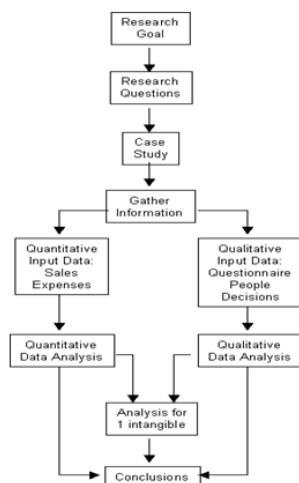 Research
Goal
Research
Questions
Case
Study
Gather
Information
Quantitative
Input Data:
Sales
Expenses
Qualitative
Input Data:
Questionnaire
People
Decisions
Quantitative
Data Analysis
Qualitative
Data Analysis
Analysis for
1 intangible
Conclusions